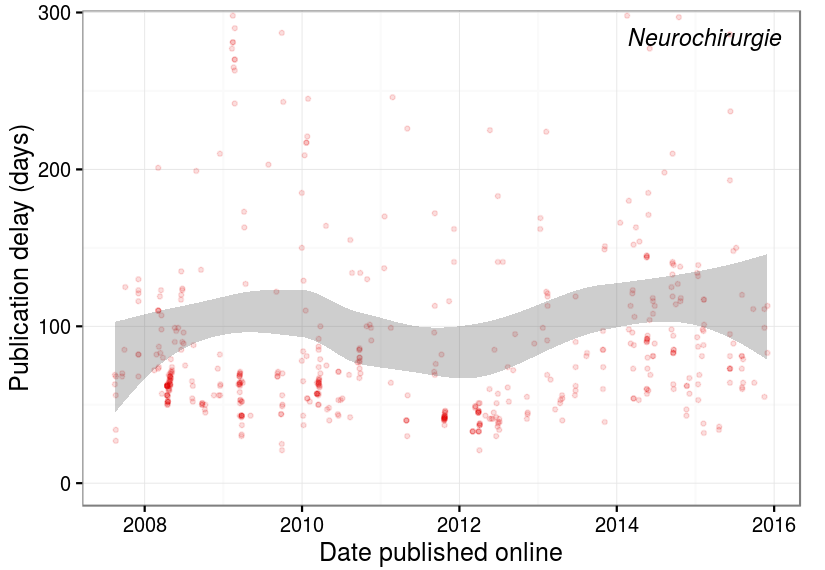 Neurochirurgie
Publication delay (days)
300
200
100
0
2008 2010 2012 2014 2016
Date published online